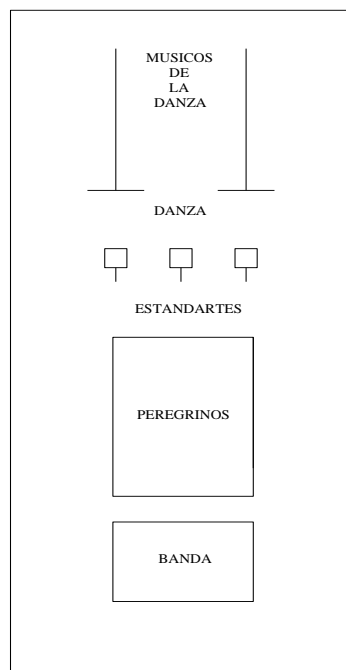 MUSICOS
DE
LA
DANZA
DANZA
ESTANDARTES
PEREGRINOS
BANDA